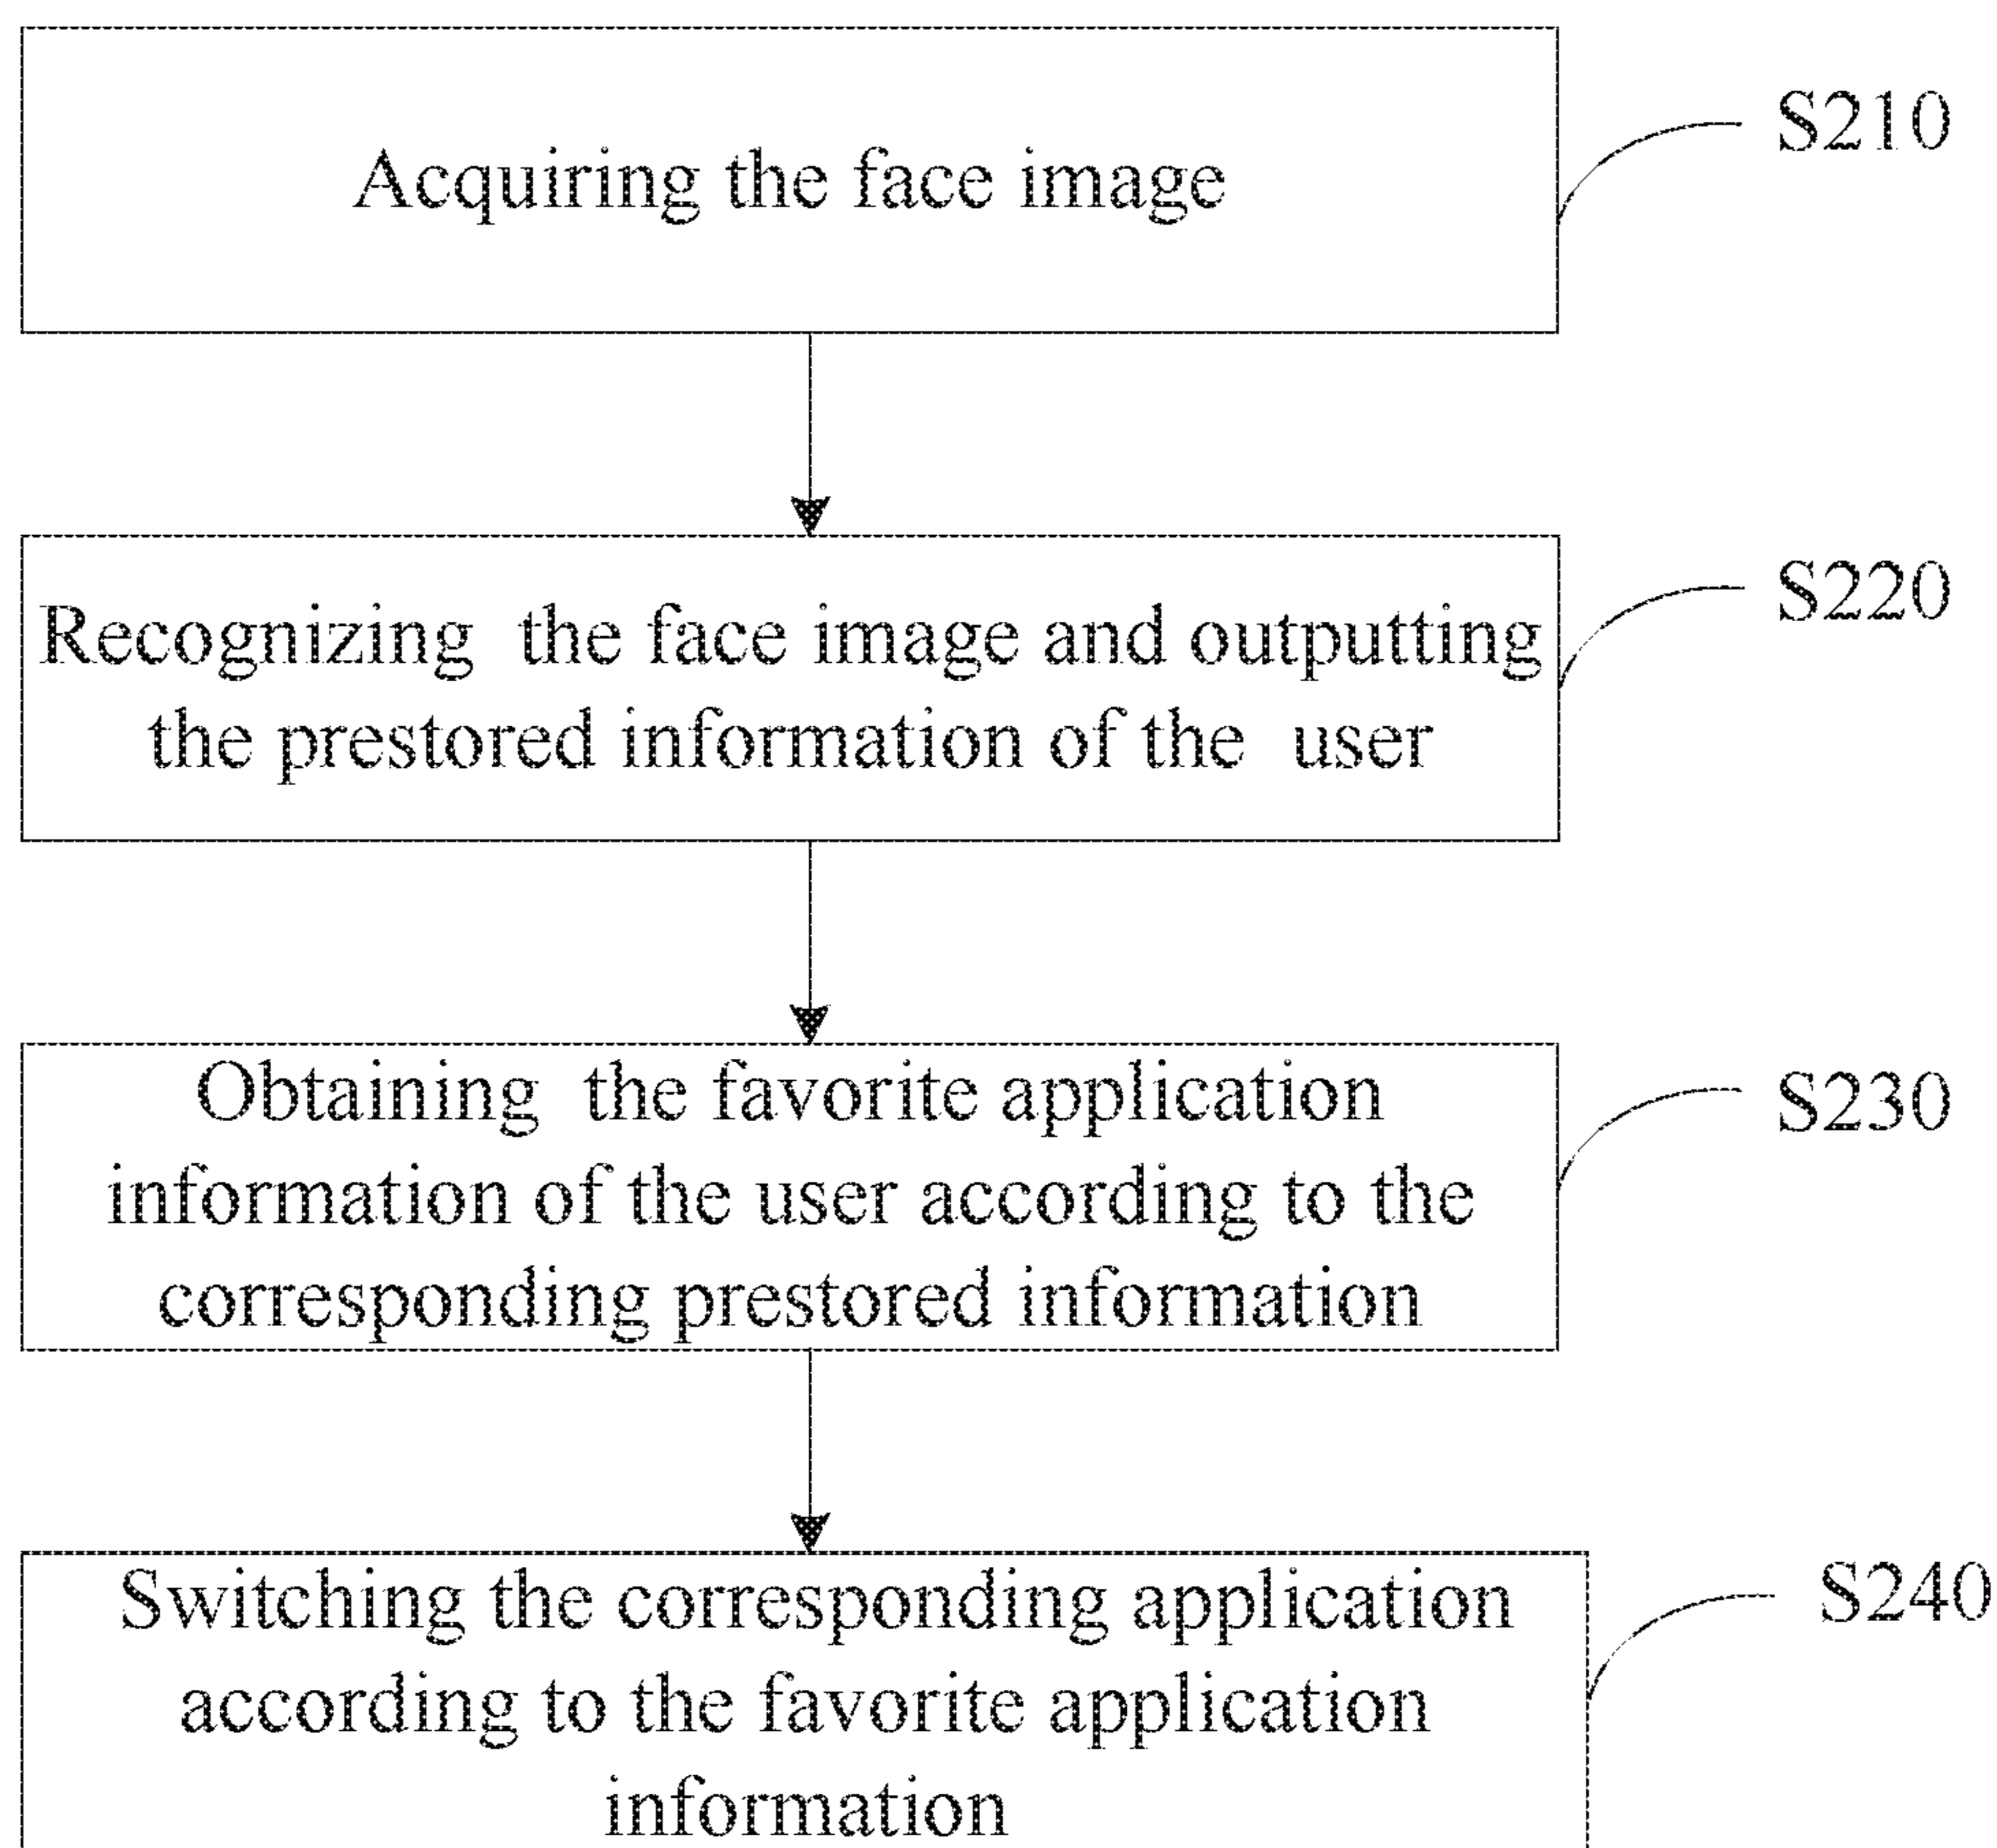 Acquiring the face image
S210
Recognizing the face image and outputting
the prestored information of the user
S220
Obtaining the favorite application
information of the user according to the
corresponding prestored information
S230
Switching the corresponding application
according to the favorite application
information
S240